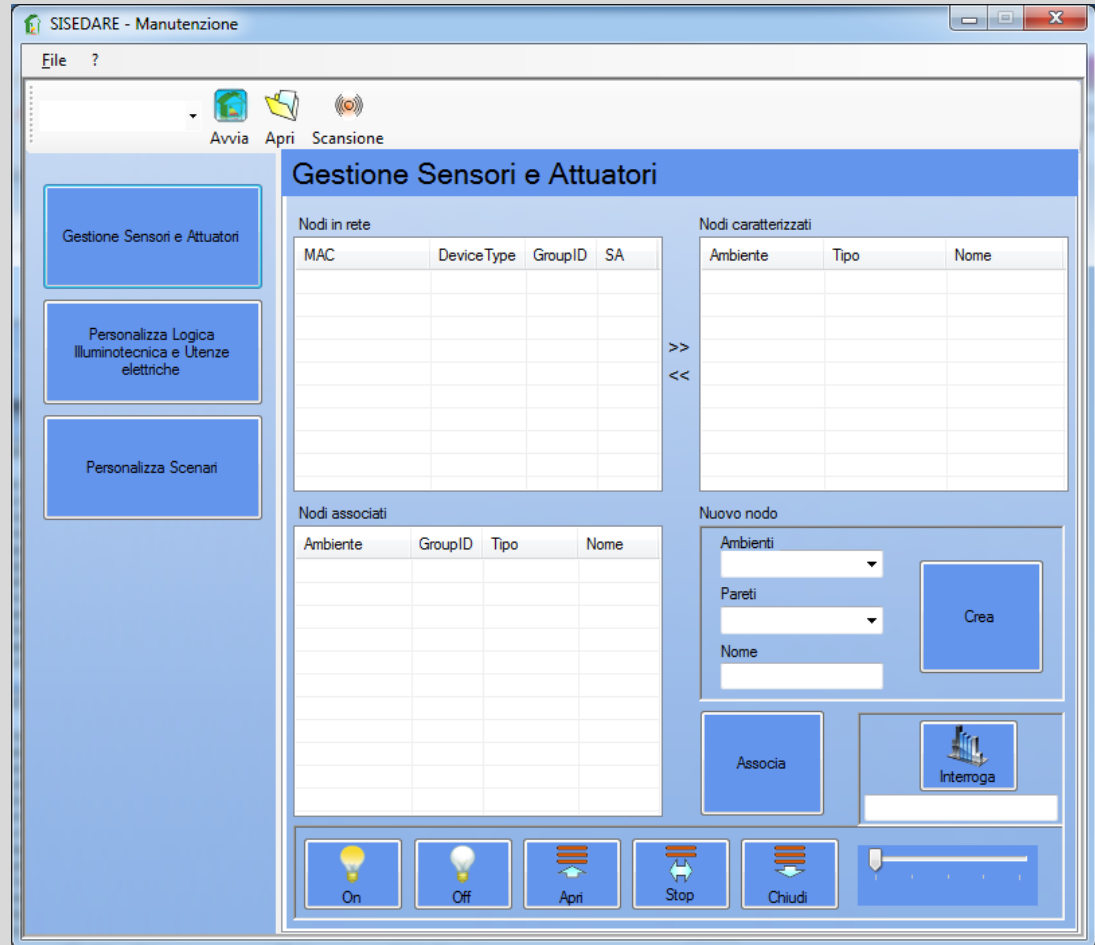 SISEDARE - Manutenzione
File ?
Avvia Apri Scansione
Gestione Sensori e Attuatori
Gestione Sensori e Attuatori
Personalizza Logica
Illuminotecnica e Utenze
elettriche
Personalizza Scenari
Nodi in rete
MAC DeviceType GroupID SA
>>
<<
Nodi caratterizzati
Ambiente Tipo Nome
Nodi associati
Ambiente GroupID Tipo Nome
Nuovo nodo
Ambienti
Pareti
Nome
Crea
Associa
Interroga
On Off Apri Stop Chiudi